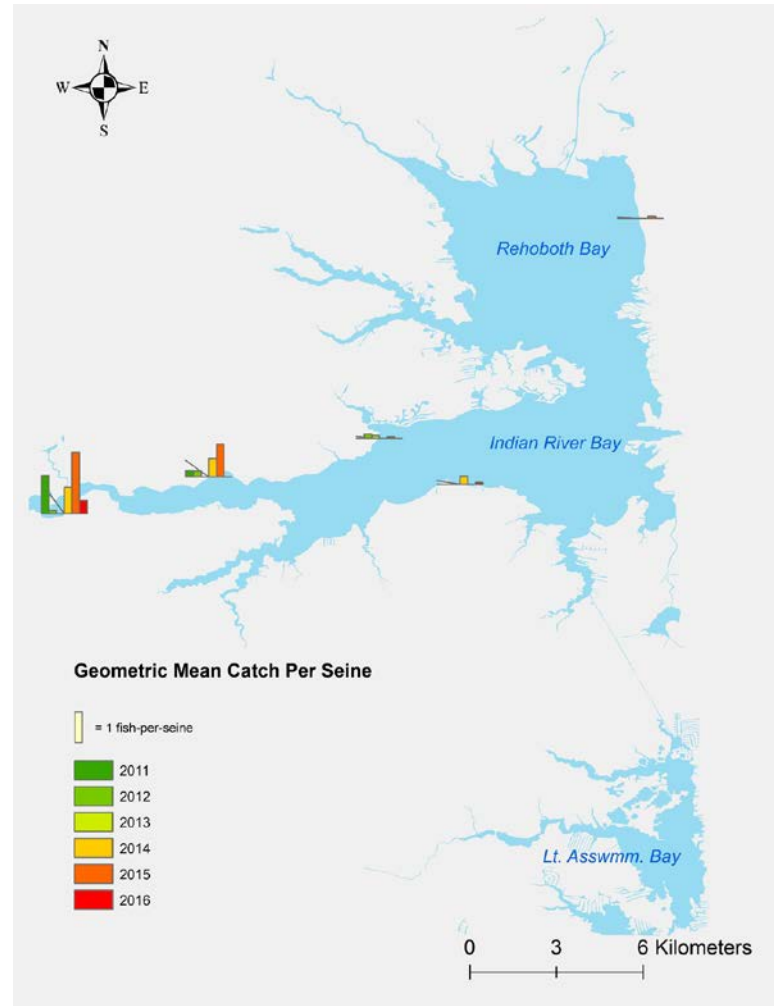 N
W E
S
Rehoboth Bay
Indian River Bay
Geometric Mean Catch Per Seine
= 1 fish-per-seine
2011
2012
2013
2014
2015
2016
Lt. Asswmm. Bay
0 3 6 Kilometers